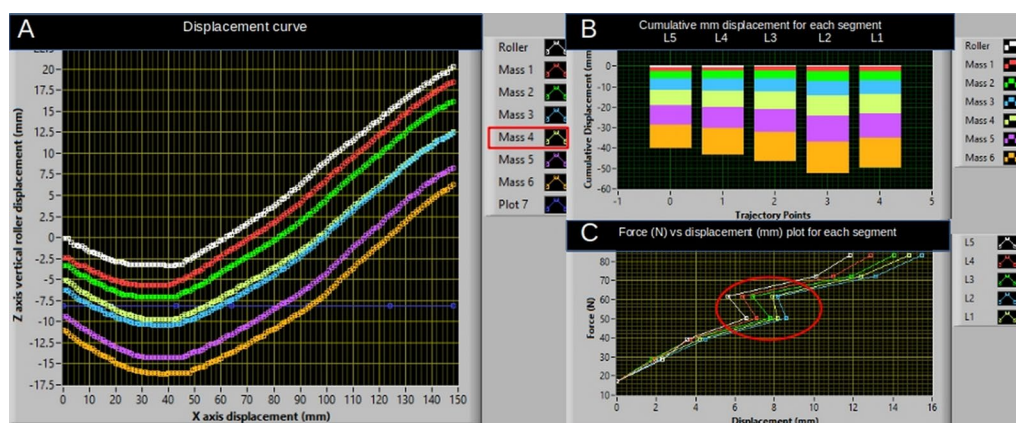 A
Displacement curve
22.5
20
17.5
15
12.5
10
7.5
5
2.5
0
-2.5
-5
-7.5
-10
-12.5
-15
-17.5
0 10 20 30 40 50 60 70 80 90 100 110 120 130 140 150
X axis displacement (mm)
Z axis vertical roller displacement (mm)
Roller
Mass 1
Mass 2
Mass 3
Mass 4
Mass 5
Mass 6
Plot 7
B
Cumulative mm displacement for each segment
L5 L4 L3 L2 L1
0
-10
-20
-30
-40
-50
-60
-1 0 1 2 3 4 5
Trajectory Points
Cumulative Displacement (mm
Roller
Mass 1
Mass 2
Mass 3
Mass 4
Mass 5
Mass 6
C
Force (N) vs displacement (mm) plot for each segment
80
70
60
50
40
30
20
10
0 2 4 6 8 10 12 14 16
Displacement (mm)
Force (N)
L5
L4
L3
L2
L1